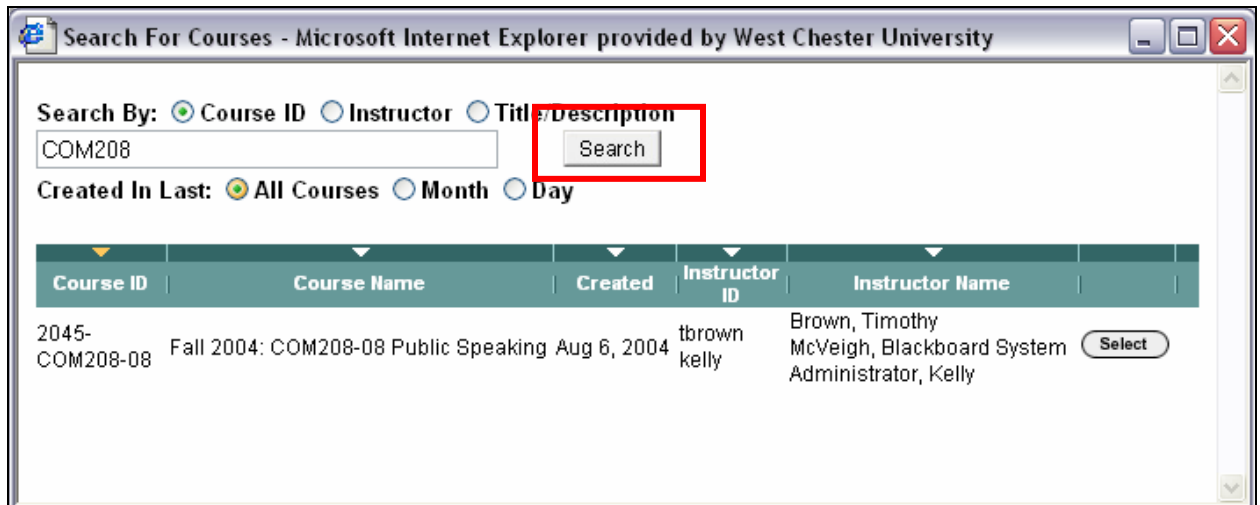 Search For Courses - Microsoft Internet Explorer provided by West Chester University
Search By: Course ID Instructor Title/Description
COM208 Search
Created In Last: All Courses Month Day
Course ID Course Name Created Instructor ID Instructor Name
2045-COM208-08 Fall 2004: COM208-08 Public Speaking Aug 6, 2004 tbrown kelly Brown, Timothy McVeigh, Blackboard System Administrator, Kelly Select